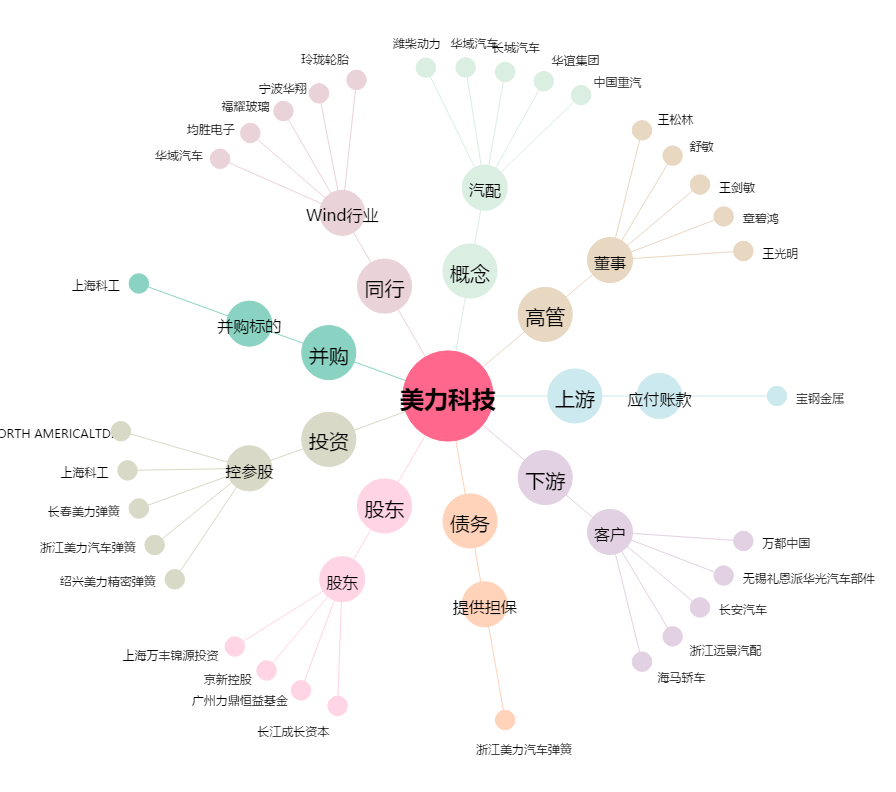 潍柴动力
华域汽车
长城汽车
华谊集团
中国重汽
玲珑轮胎
宁波华翔
福耀玻璃
均胜电子
华域汽车
Wind行业
同行
汽配
概念
王松林
舒敏
王剑敏
章碧鸿
王光明
董事
高管
上海科工
并购标的
并购
美力科技
上游
应付账款
宝钢金属
ORTH AMERICALTD.
上海科工
长春美力弹簧
浙江美力汽车弹簧
绍兴美力精密弹簧
控参股
投资
股东
股东
上海万丰锦源投资
京新控股
广州力鼎恒益基金
长江成长资本
债务
提供担保
浙江美力汽车弹簧
下游
客户
万都中国
无锡礼恩派华光汽车部件
长安汽车
浙江远景汽配
海马轿车